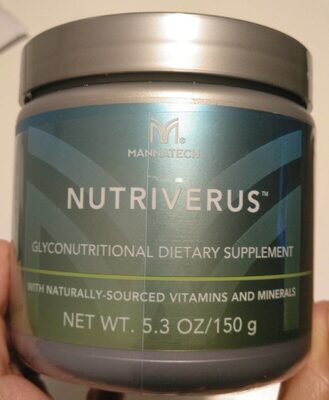 M®
MANNATECH
NUTRIVERUS™
GLYCONUTRITIONAL DIETARY SUPPLEMENT
WITH NATURALLY-SOURCED VITAMINS AND MINERALS
NET WT. 5.3 OZ/150 g